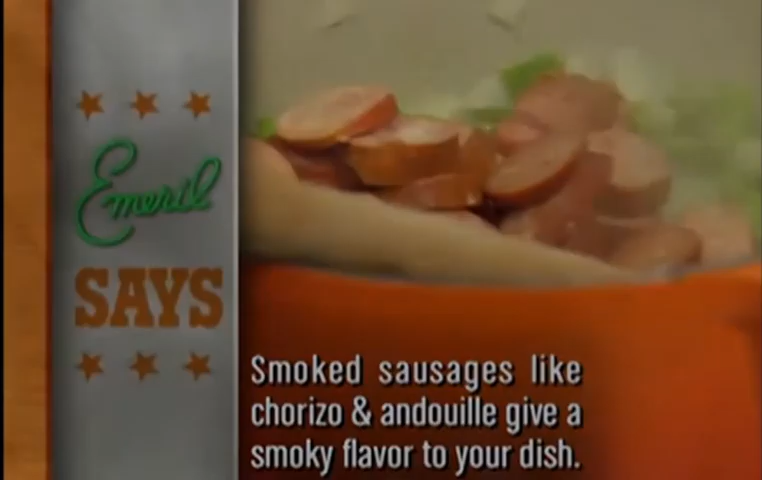 Emeril
SAYS
Smoked sausages like
chorizo & andouille give a
smoky flavor to your dish.